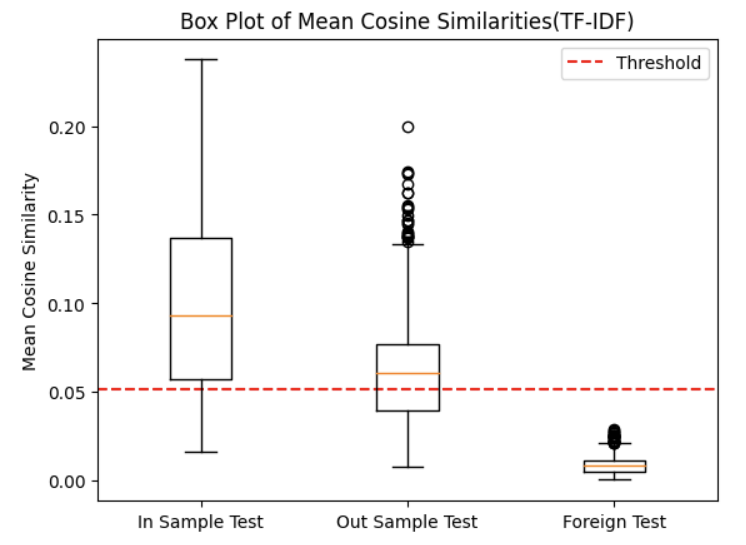 Box Plot of Mean Cosine Similarities(TF-IDF)
Threshold
Mean Cosine Similarity
0.20
0.15
0.10
0.05
0.00
In Sample Test
Out Sample Test
Foreign Test